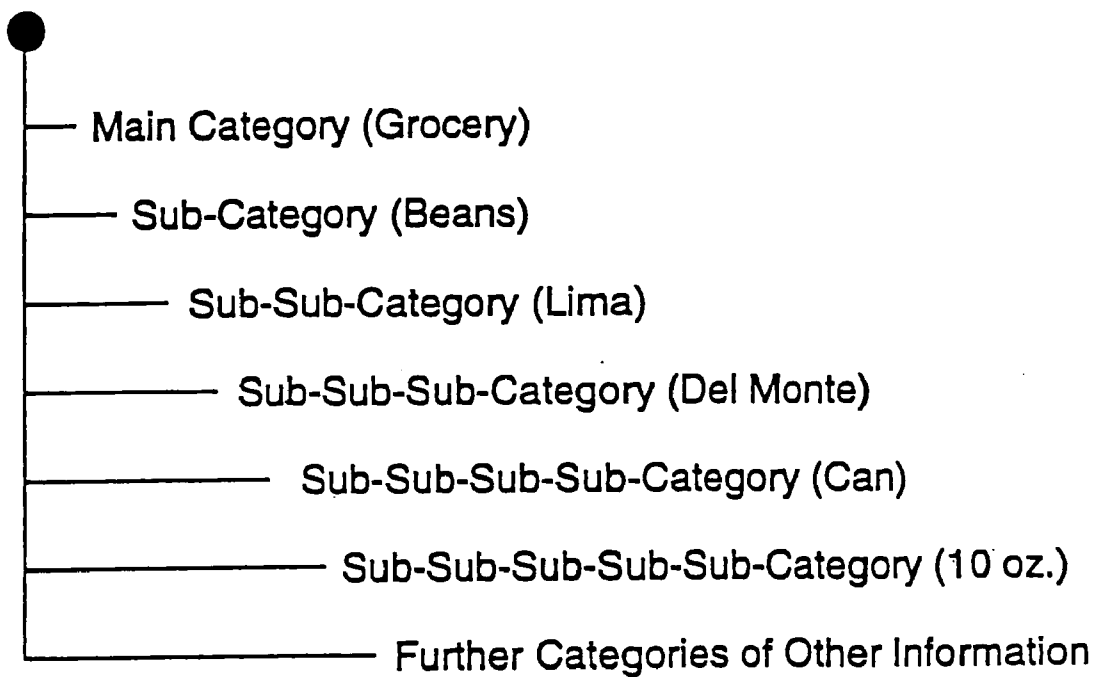 Main Category (Grocery)
Sub-Category (Beans)
Sub-Sub-Category (Lima)
Sub-Sub-Sub-Category (Del Monte)
Sub-Sub-Sub-Sub-Category (Can)
Sub-Sub-Sub-Sub-Sub-Category (10 oz.)
Further Categories of Other Information